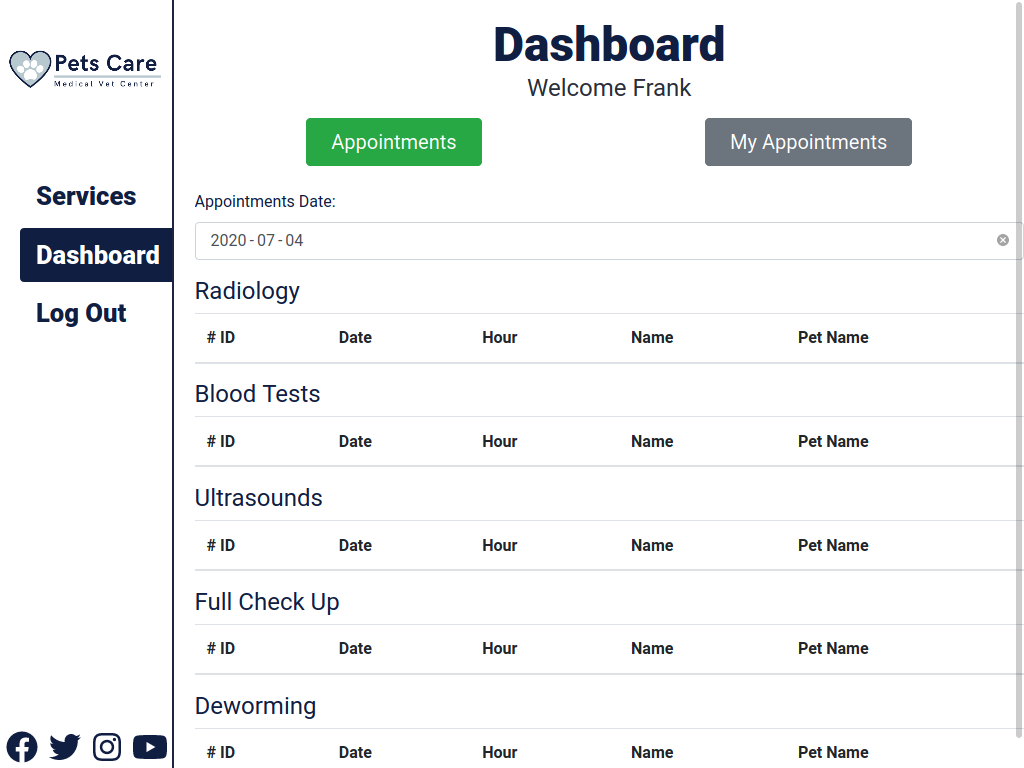 Pets Care
Medical Vet Center
Services
Dashboard
Log Out
Dashboard
Welcome Frank
Appointments
My Appointments
Appointments Date:
2020-07-04
Radiology
# ID Date Hour Name Pet Name
Blood Tests
# ID Date Hour Name Pet Name
Ultrasounds
# ID Date Hour Name Pet Name
Full Check Up
# ID Date Hour Name Pet Name
Deworming
# ID Date Hour Name Pet Name